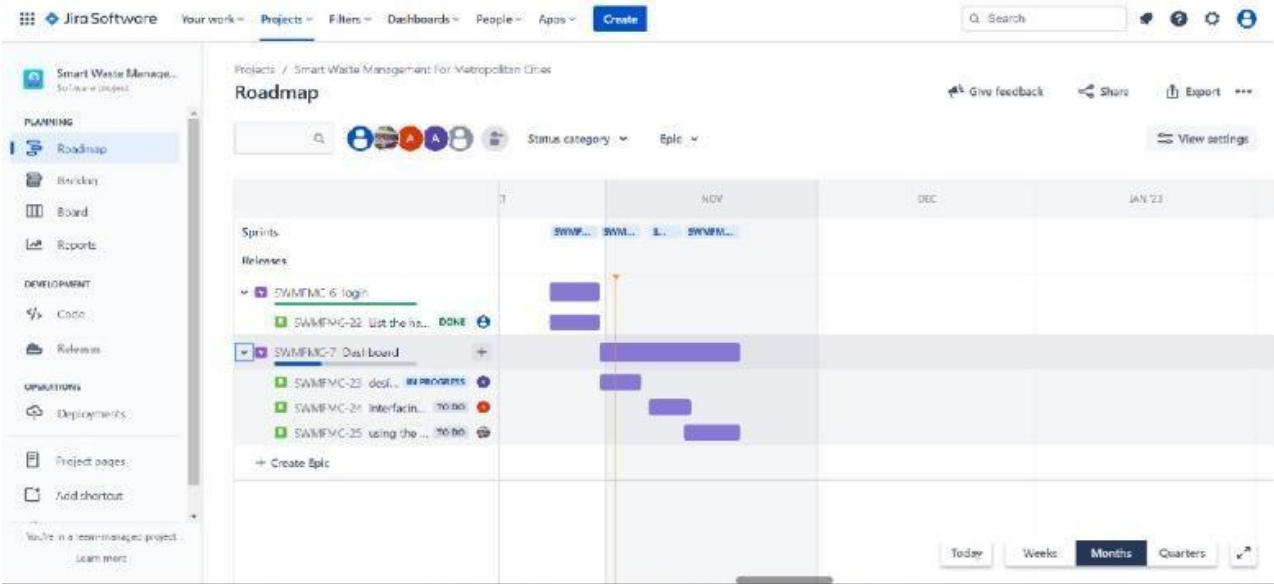 Jira Software Your work Projects Filters Dashboards People Apps Create Search
Smart Waste Manage...
Software project
PLANNING
Roadmap
Backlog
Board
Reports
DEVELOPMENT
Code
Releases
OPERATIONS
Deployments
Project pages
Add shortcut
You're in a team-managed project
Learn more
Projects / Smart Waste Management For Metropolitan Cities
Roadmap
Give feedback Share Export
A A Status category Epic View settings
T NOV DEC JAN '23
Sprints SWMF... SWM... S... SWMFM...
Releases
SWMFMC-6 login
SWMFMC-22 List the ha... DONE
SWMFMC-7 Dashboard
SWMFMC-23 desi... IN PROGRESS A
SWMFMC-24 Interfacin... TO DO A
SWMFMC-25 using the ... TO DO
+ Create Epic
Today Weeks Months Quarters